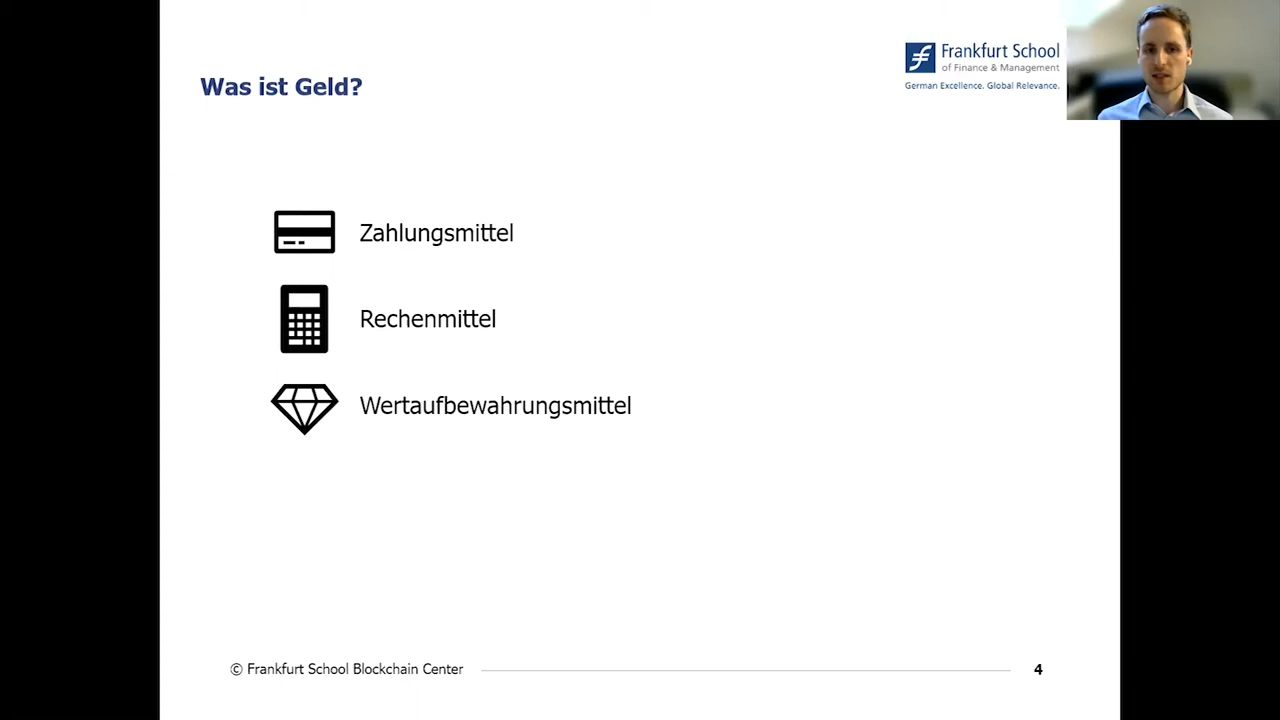 Was ist Geld?
Frankfurt School
of Finance & Management
German Excellence. Global Relevance.
Zahlungsmittel
Rechenmittel
Wertaufbewahrungsmittel
© Frankfurt School Blockchain Center
4